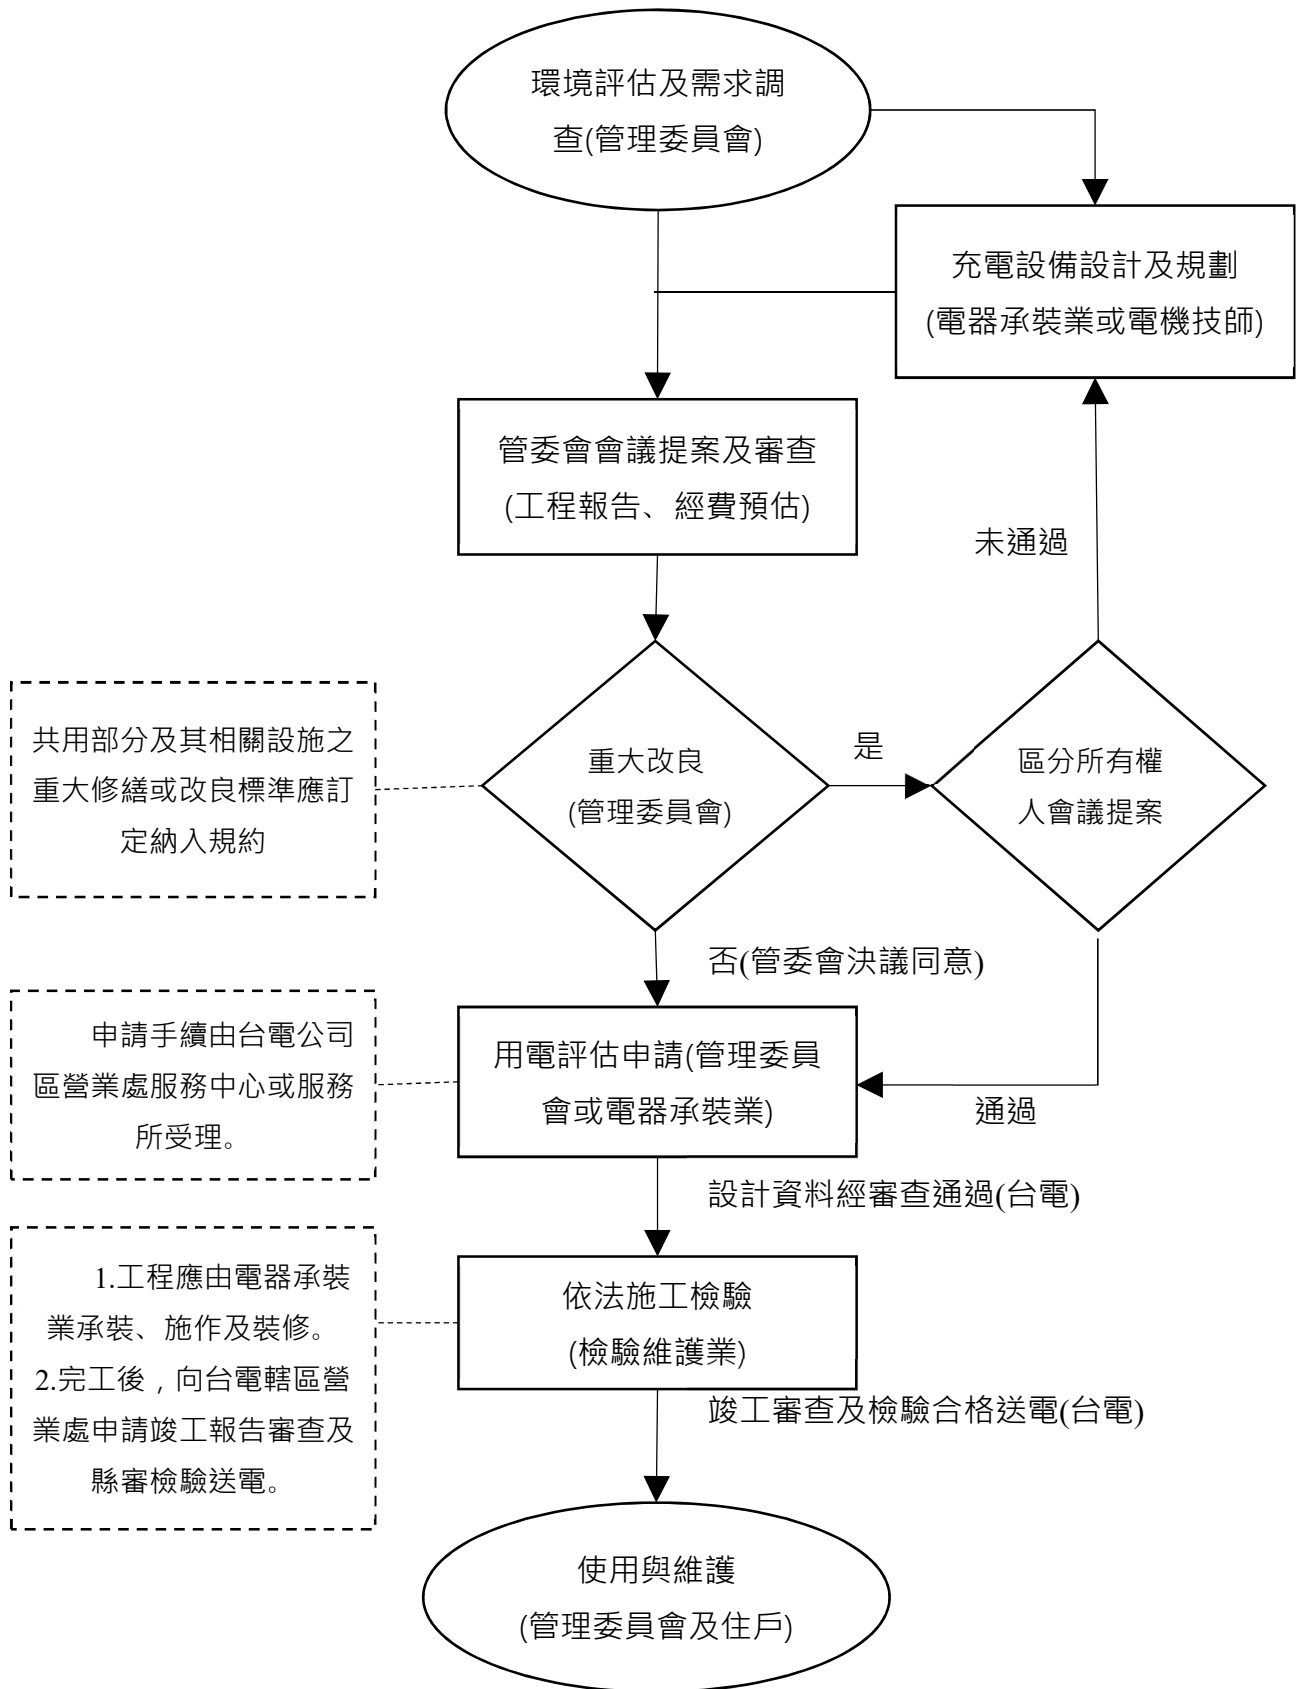 環境評估及需求調
查(管理委員會)
充電設備設計及規劃
(電器承裝業或電機技師)
管委會會議提案及審查
(工程報告、經費預估)
未通過
共用部分及其相關設施之
重大修繕或改良標準應訂
定納入規約
重大改良
(管理委員會)
是
區分所有權
人會議提案
否(管委會決議同意)
申請手續由台電公司
區營業處服務中心或服務
所受理。
用電評估申請(管理委員
會或電器承裝業)
通過
設計資料經審查通過(台電)
1.工程應由電器承裝
業承裝、施作及裝修。
2.完工後，向台電轄區營
業處申請竣工報告審查及
縣審檢驗送電。
依法施工檢驗
(檢驗維護業)
竣工審查及檢驗合格送電(台電)
使用與維護
(管理委員會及住戶)